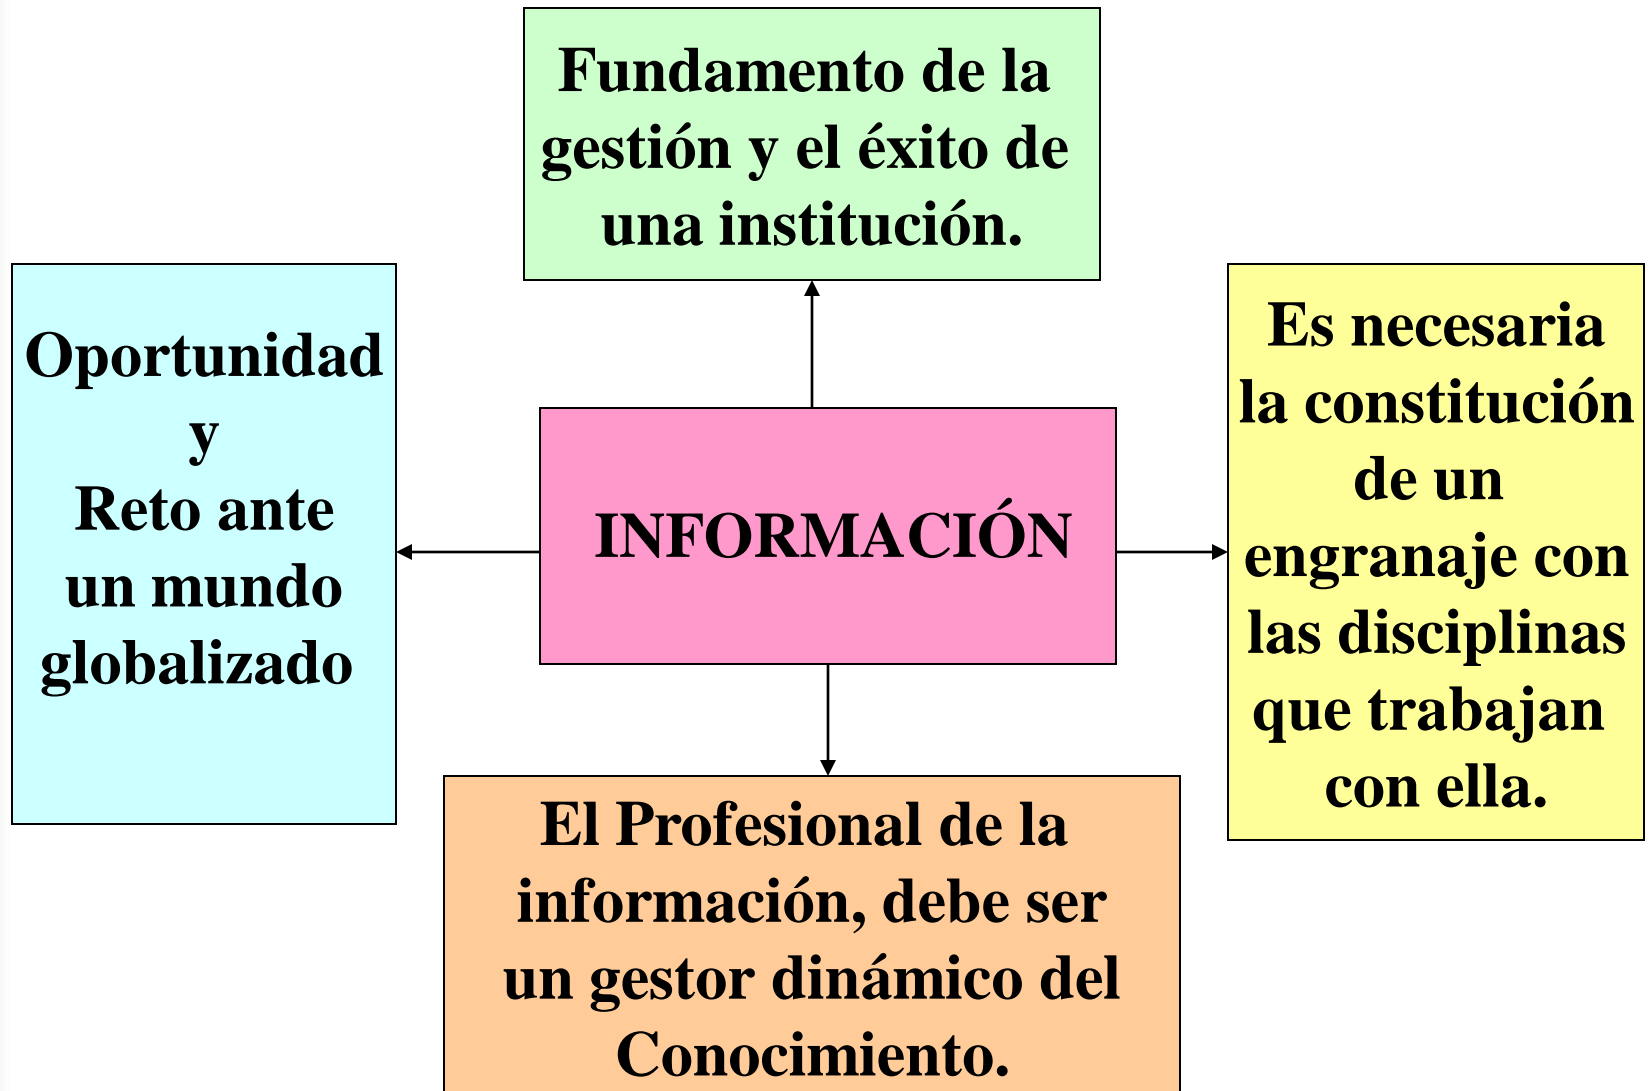 Fundamento de la
gestión y el éxito de
una institución.
Oportunidad
y
Reto ante
un mundo
globalizado
INFORMACIÓN
Es necesaria
la constitución
de un
engranaje con
las disciplinas
que trabajan
con ella.
El Profesional de la
información, debe ser
un gestor dinámico del
Conocimiento.